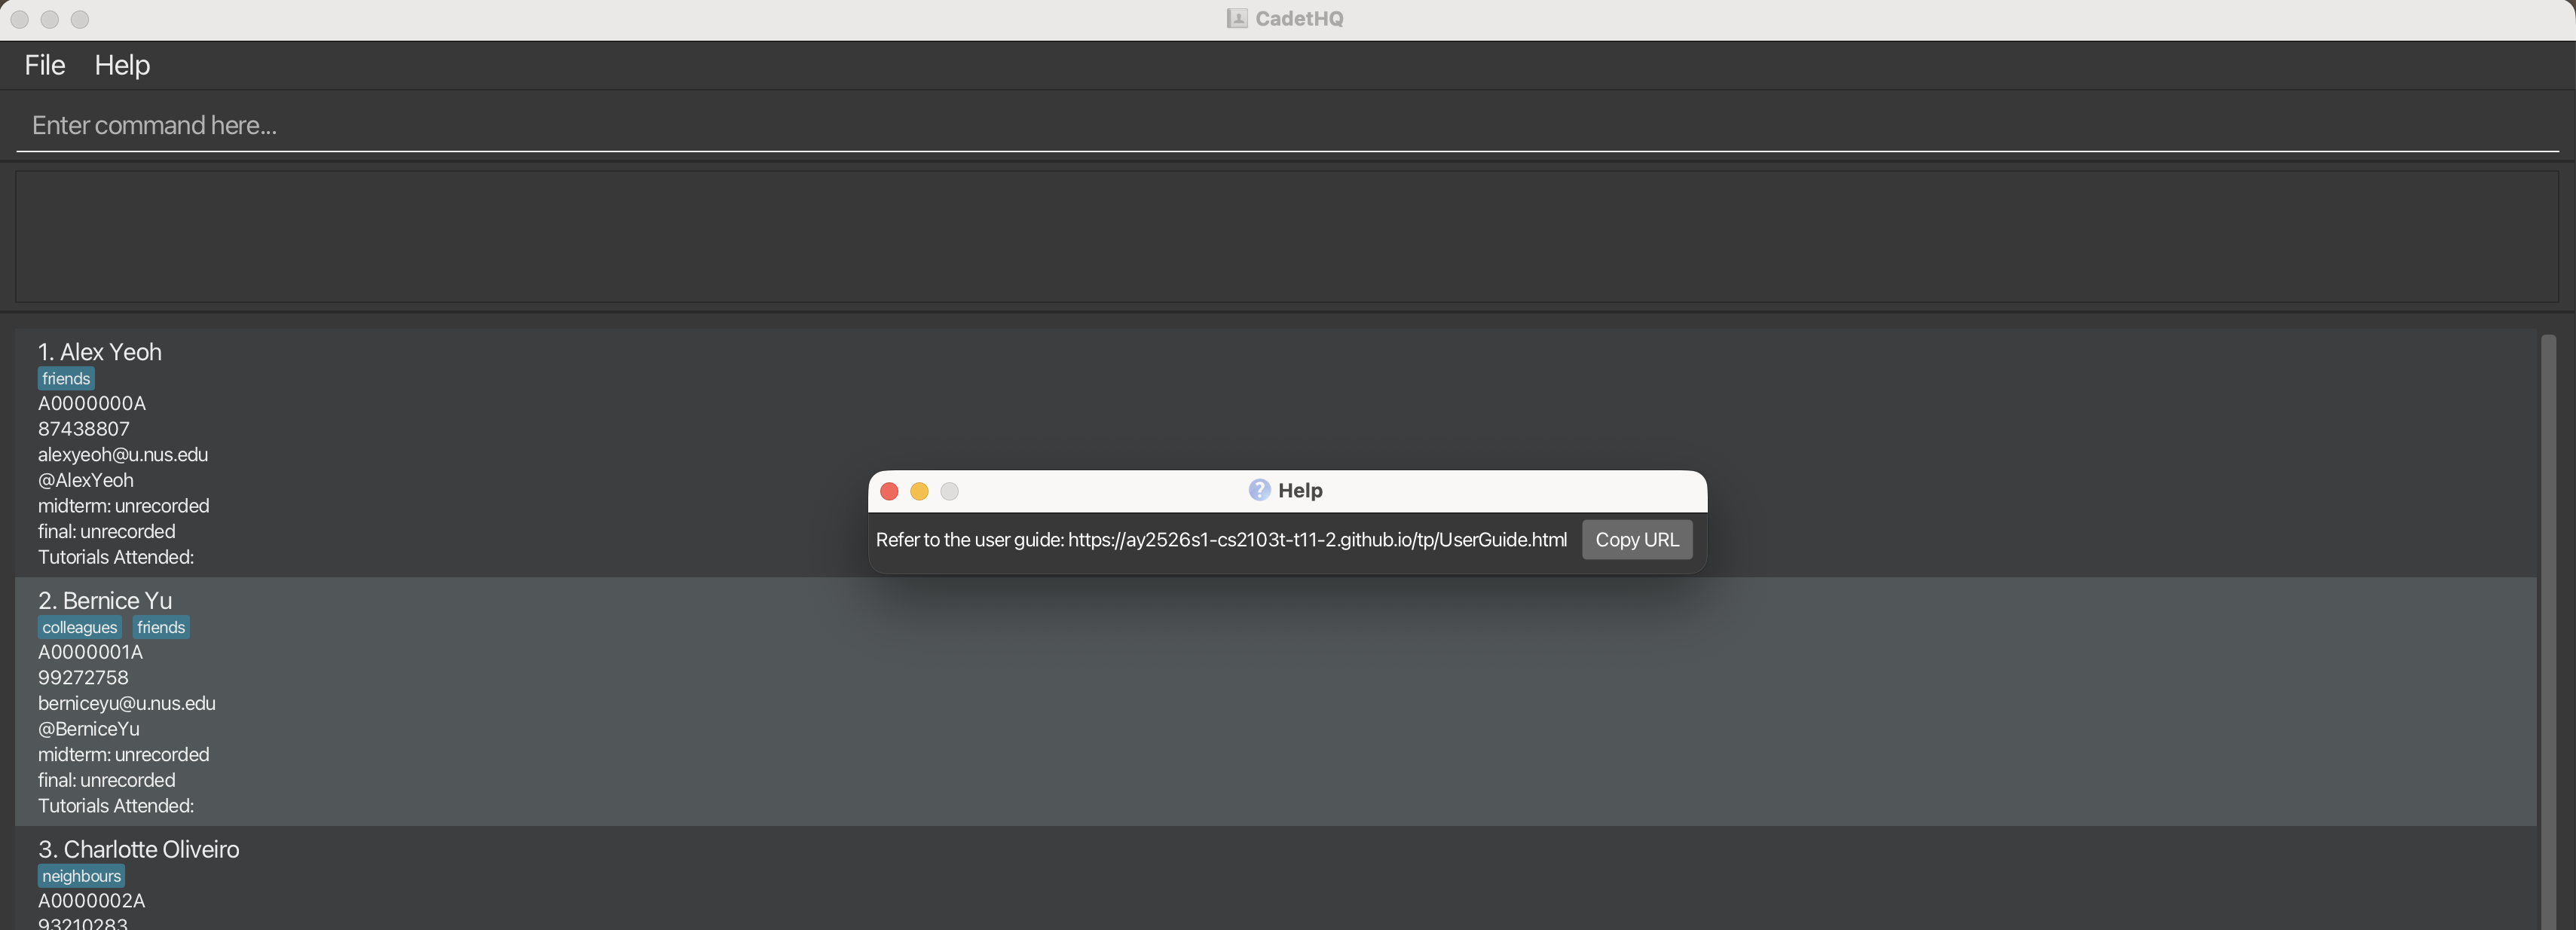 CadetHQ
File Help
Enter command here...
1. Alex Yeoh
friends
A0000000A
87438807
alexyeoh@u.nus.edu
@AlexYeoh
midterm: unrecorded
final: unrecorded
Tutorials Attended:
Help
Refer to the user guide: https://ay2526s1-cs2103t-t11-2.github.io/tp/UserGuide.html Copy URL
2. Bernice Yu
colleagues friends
A0000001A
99272758
berniceyu@u.nus.edu
@BerniceYu
midterm: unrecorded
final: unrecorded
Tutorials Attended:
3. Charlotte Oliveiro
neighbours
A0000002A
93210283